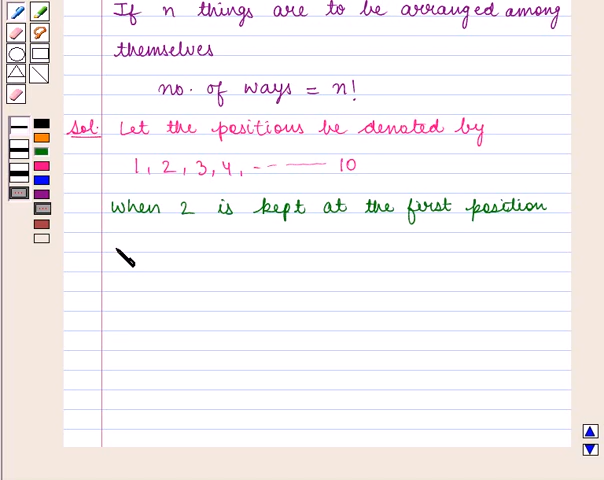 If n things are to be arranged among
themselves
no. of ways = n!
Sol. Let the positions be denoted by
1, 2, 3, 4, ----- 10
When 2 is kept at the first position